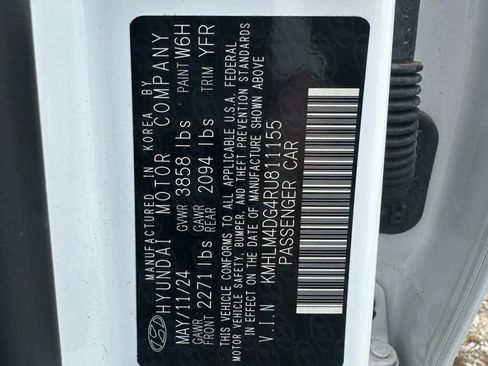 MANUFACTURED IN KOREA BY
HYUNDAI MOTOR COMPANY
MAY/11/24 GVWR 3858 lbs PAINT W6H
GAWR FRONT 2271 lbs GAWR REAR 2094 lbs TRIM YFR
THIS VEHICLE CONFORMS TO ALL APPLICABLE U.S.A. FEDERAL
MOTOR VEHICLE SAFETY, BUMPER, AND THEFT PREVENTION STANDARDS
IN EFFECT ON THE DATE OF MANUFACTURE SHOWN ABOVE
V.I.N KMHLM4DG4RU811155
PASSENGER CAR